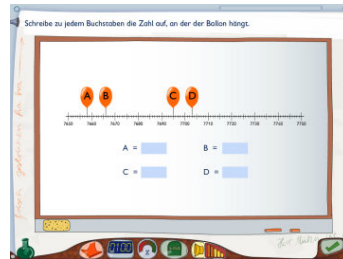 Schreibe zu jedem Buchstaben die Zahl auf, an der der Ballon hängt.
A B C D
7650 7660 7670 7680 7690 7700 7710 7720 7730 7740 7750
A = B =
C = D =
0100